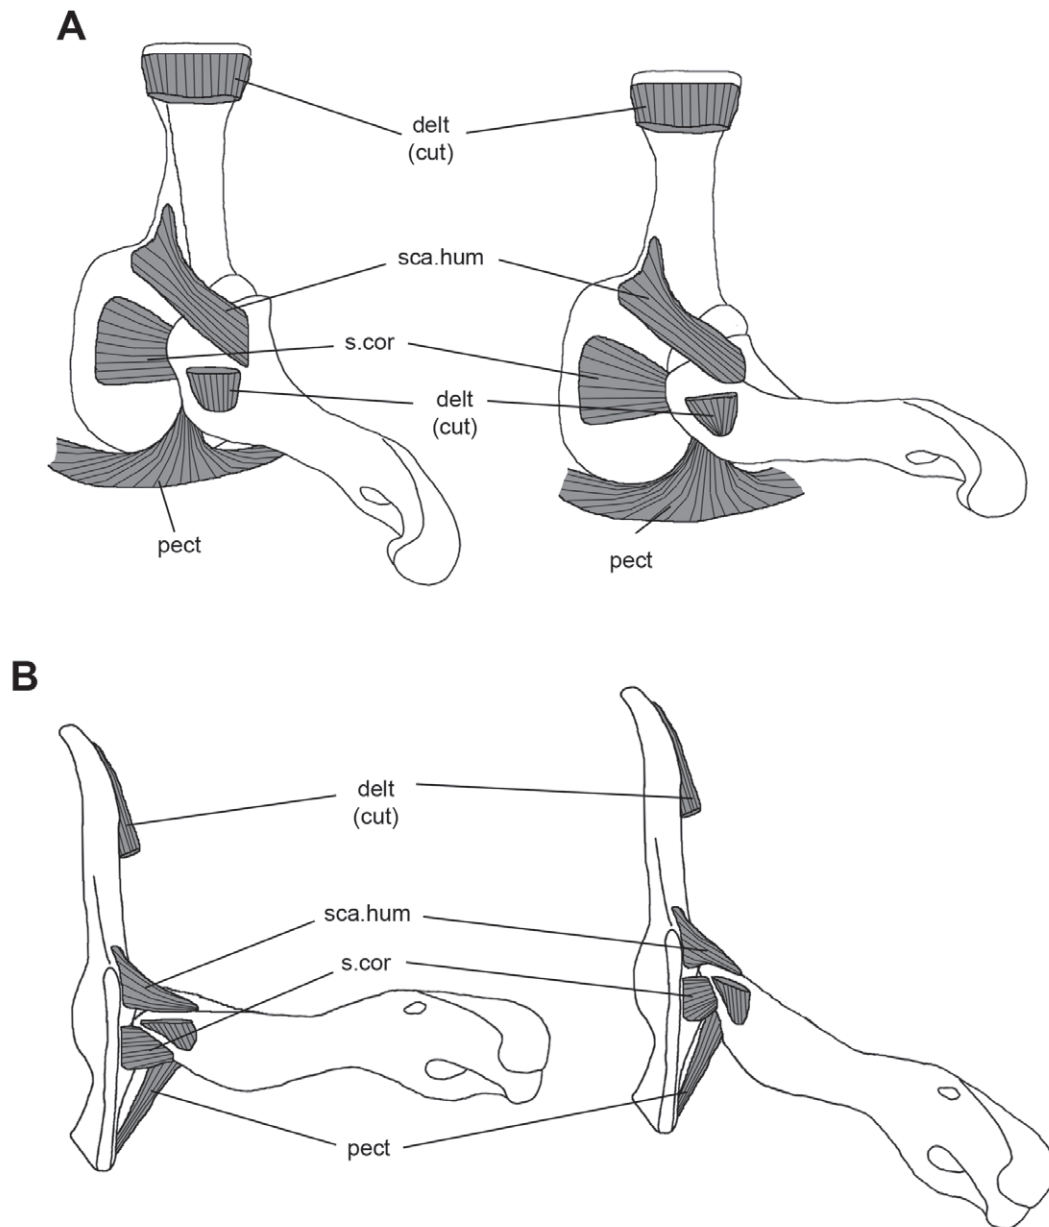 A
delt
(cut)
sca.hum
s.cor
delt
(cut)
pect
pect
B
delt
(cut)
sca.hum
s.cor
pect